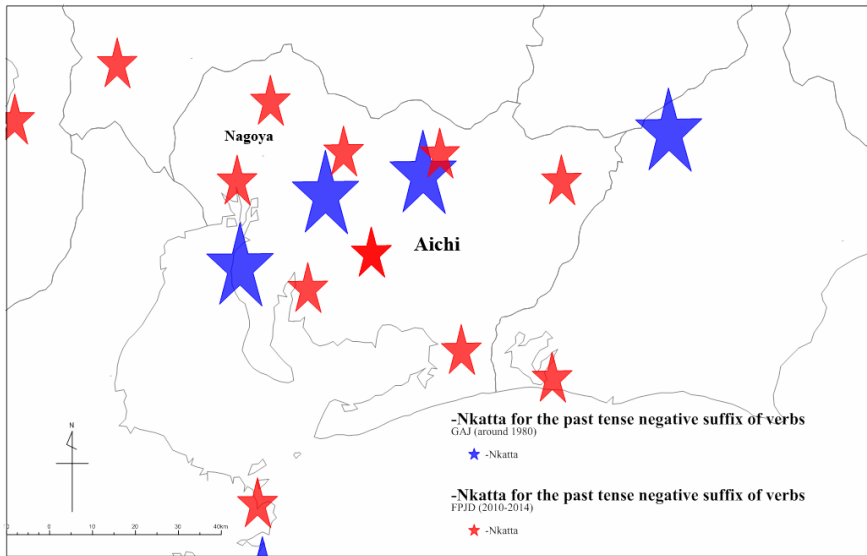 Nagoya
Aichi
-Nkatta for the past tense negative suffix of verbs
GAJ (around 1980)
-Nkatta
-Nkatta for the past tense negative suffix of verbs
FPJD (2010-2014)
-Nkatta
N
0 10 20 30 40km